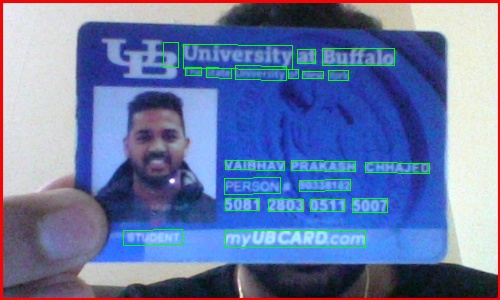 UB University at Buffalo
The State University of New York
VAIBHAV PRAKASH CHHAJED
PERSON# 50338162
5081 2803 0511 5007
STUDENT
myUBCARD.com